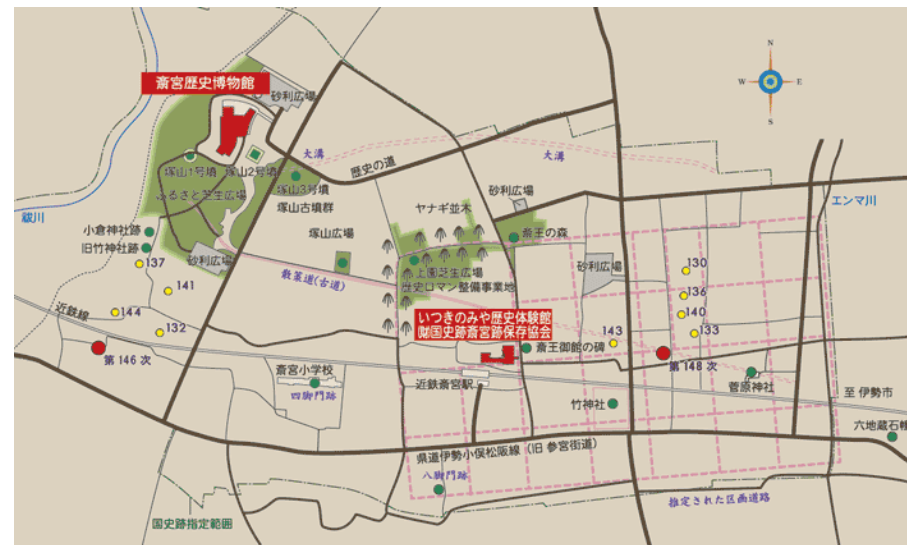 N
W
E
S
斎宮歴史博物館
砂利広場
大溝
歴史の道
大溝
塚山1号墳
塚山2号墳
ふるさと芝生広場
塚山3号墳
塚山古墳群
祓川
小倉神社跡
旧竹神社跡
137
砂利広場
塚山広場
ヤナギ並木
砂利広場
斎王の森
エンマ川
散策道(古道)
上園芝生広場
歴史ロマン整備事業地
砂利広場
130
136
140
133
141
144
132
近鉄線
第146次
いつきのみや歴史体験館
(財)国史跡斎宮跡保存協会
斎王御館の碑
143
第148次
斎宮小学校
四脚門跡
近鉄斎宮駅
竹神社
菅原神社
至 伊勢市
六地蔵石幢
県道伊勢小俣松阪線(旧 参宮街道)
八脚門跡
推定された区画道路
国史跡指定範囲